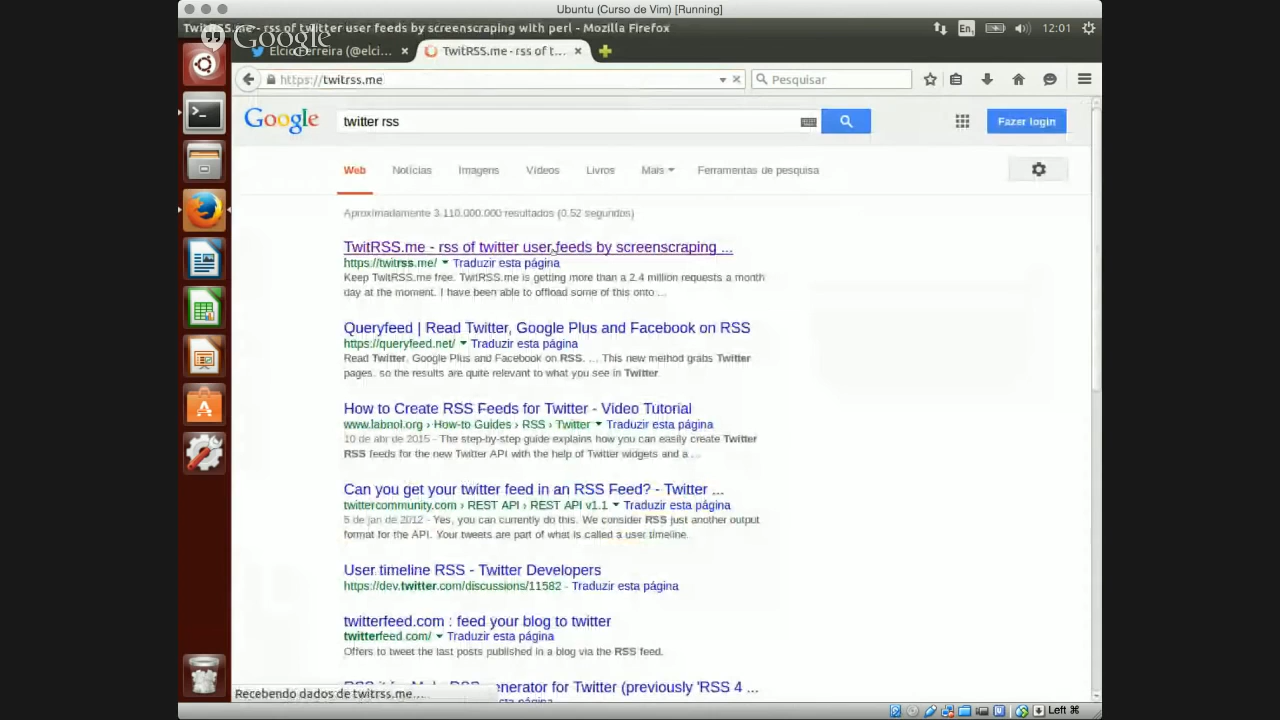 Ubuntu (Curso de Vim) [Running]
TwitRSS.me - rss of twitter user feeds by screenscraping with perl - Mozilla Firefox
En
12:01
Google
Elcio Ferreira (@elci...
TwitRSS.me - rss of t...
https://twitrss.me
Pesquisar
Google
twitter rss
Fazer login
Web
Notícias
Imagens
Vídeos
Livros
Mais
Ferramentas de pesquisa
Aproximadamente 3.110.000.000 resultados (0.52 segundos)
TwitRSS.me - rss of twitter user feeds by screenscraping ...
https://twitrss.me/ Traduzir esta página
Keep TwitRSS.me free. TwitRSS.me is getting more than a 2.4 million requests a month
day at the moment. I have been able to offload some of this onto ...
Queryfeed | Read Twitter, Google Plus and Facebook on RSS
https://queryfeed.net/ Traduzir esta página
Read Twitter, Google Plus and Facebook on RSS. ... This new method grabs Twitter
pages, so the results are quite relevant to what you see in Twitter.
How to Create RSS Feeds for Twitter - Video Tutorial
www.labnol.org › How-to Guides › RSS › Twitter Traduzir esta página
10 de abr de 2015 - The step-by-step guide explains how you can easily create Twitter
RSS feeds for the new Twitter API with the help of Twitter widgets and a ...
Can you get your twitter feed in an RSS Feed? - Twitter ...
twittercommunity.com › REST API › REST API v1.1 Traduzir esta página
5 de jan de 2012 - Yes, you can currently do this. We consider RSS just another output
format for the API. Your tweets are part of what is called a user timeline.
User timeline RSS - Twitter Developers
https://dev.twitter.com/discussions/11582 - Traduzir esta página
twitterfeed.com : feed your blog to twitter
twitterfeed.com/ Traduzir esta página
Offers to tweet the last posts published in a blog via the RSS feed.
generator for Twitter (previously 'RSS 4 ...
esta página
Recebendo dados de twitrss.me...
Left ⌘